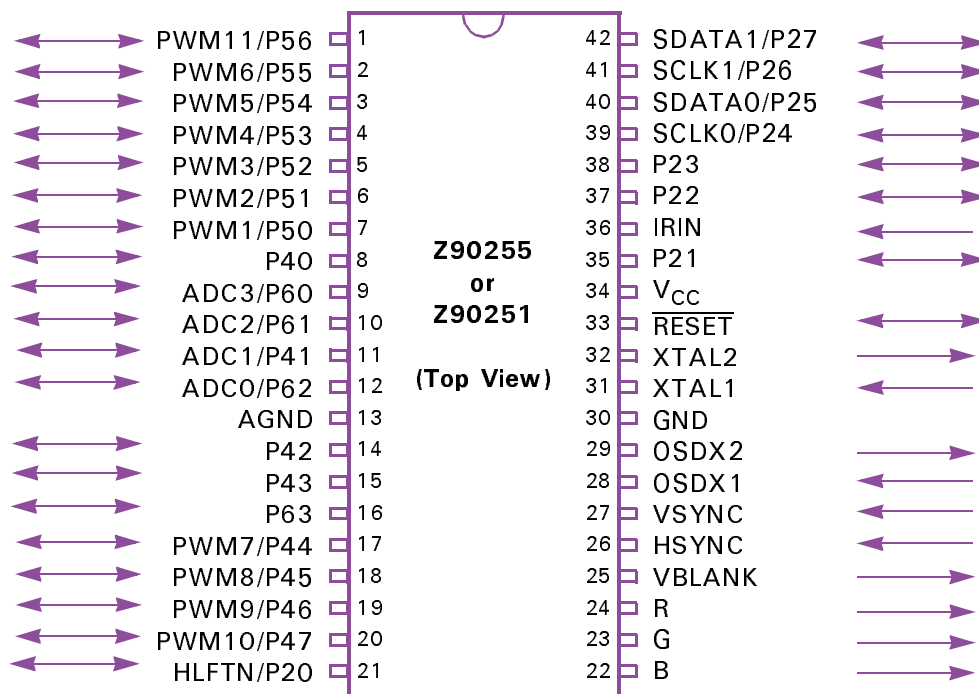 PWM11/P56 1 42 SDATA1/P27
PWM6/P55 2 41 SCLK1/P26
PWM5/P54 3 40 SDATA0/P25
PWM4/P53 4 39 SCLK0/P24
PWM3/P52 5 38 P23
PWM2/P51 6 37 P22
PWM1/P50 7 36 IRIN
P40 8 35 P21
ADC3/P60 9 34 VCC
ADC2/P61 10 33 RESET
ADC1/P41 11 32 XTAL2
ADC0/P62 12 31 XTAL1
AGND 13 30 GND
P42 14 29 OSDX2
P43 15 28 OSDX1
P63 16 27 VSYNC
PWM7/P44 17 26 HSYNC
PWM8/P45 18 25 VBLANK
PWM9/P46 19 24 R
PWM10/P47 20 23 G
HLFTN/P20 21 22 B
Z90255
or
Z90251
(Top View)